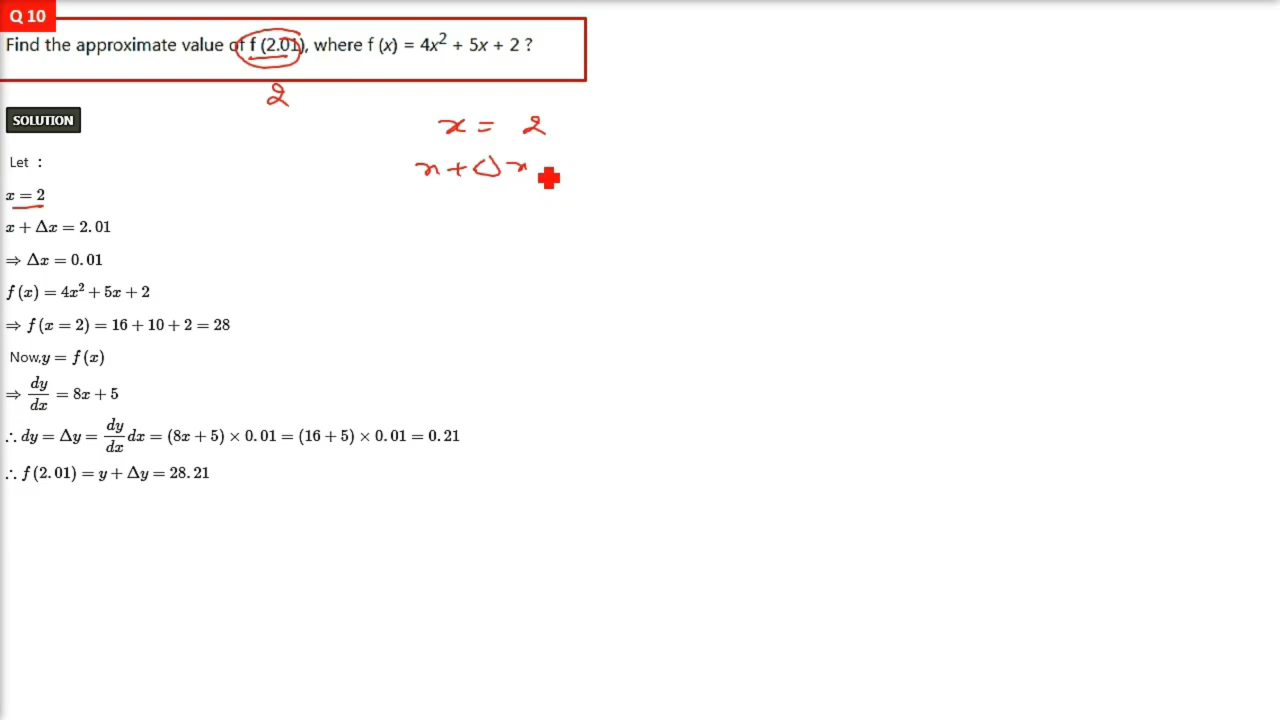 Q 10
Find the approximate value of f (2.01), where f (x) = 4x² + 5x + 2 ?
2
SOLUTION
x = 2
Let :
x + Δx
x = 2
x + Δx = 2.01
⇒ Δx = 0.01
f(x) = 4x² + 5x + 2
⇒ f(x = 2) = 16 + 10 + 2 = 28
Now,y = f(x)
⇒ dy/dx = 8x + 5
∴ dy = Δy = dy/dx dx = (8x + 5) × 0.01 = (16 + 5) × 0.01 = 0.21
∴ f(2.01) = y + Δy = 28.21